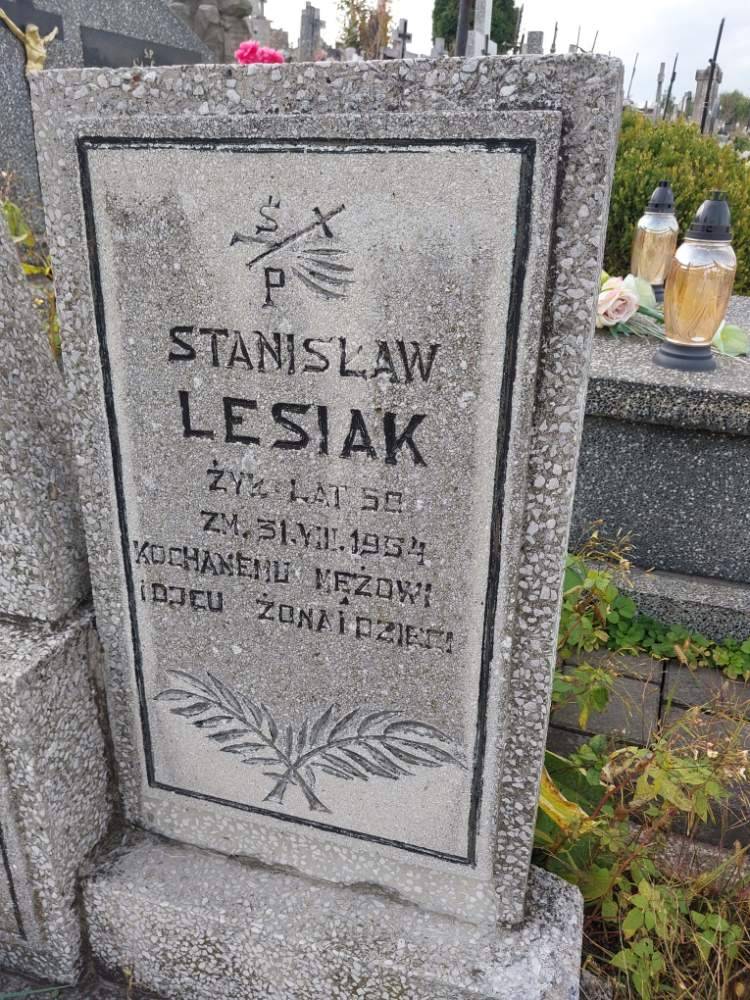 Ś
P
STANISŁAW
LESIAK
ŻYŁ LAT 50
ZM. 31.VII.1954
KOCHANEMU MĘŻOWI
I OJCU ŻONA I DZIECI